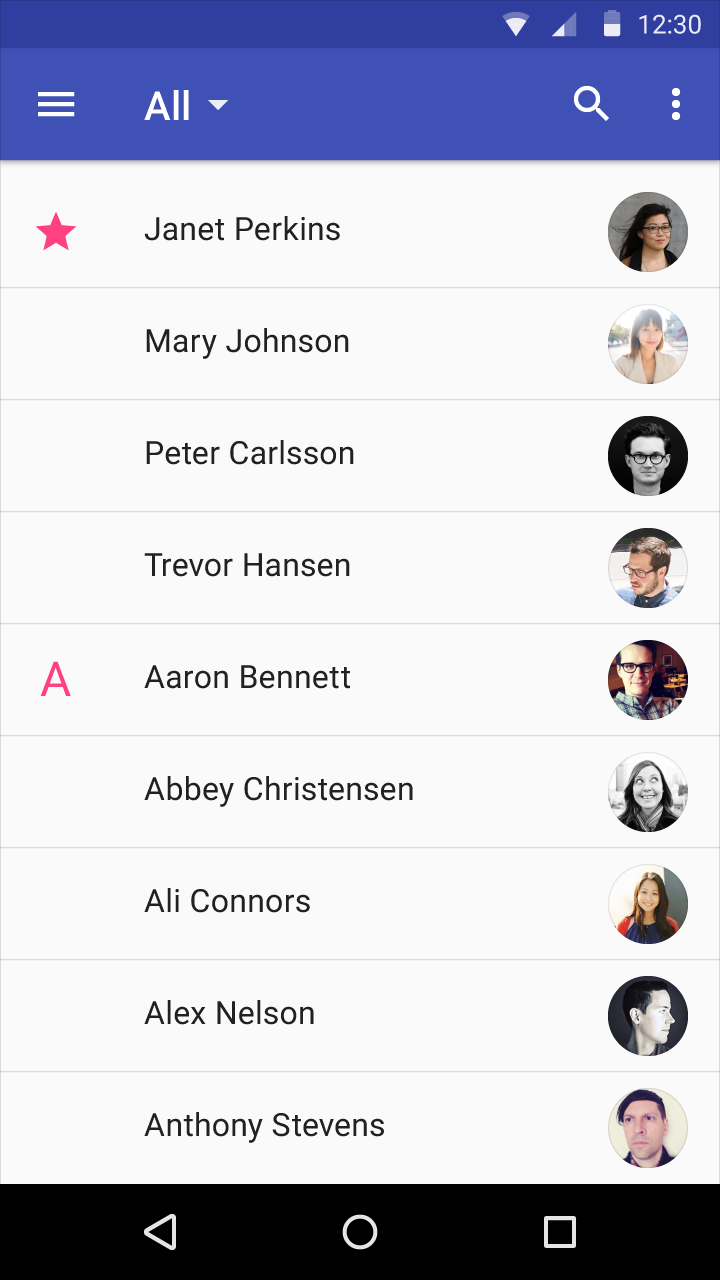 12:30
All
Janet Perkins
Mary Johnson
Peter Carlsson
Trevor Hansen
A Aaron Bennett
Abbey Christensen
Ali Connors
Alex Nelson
Anthony Stevens